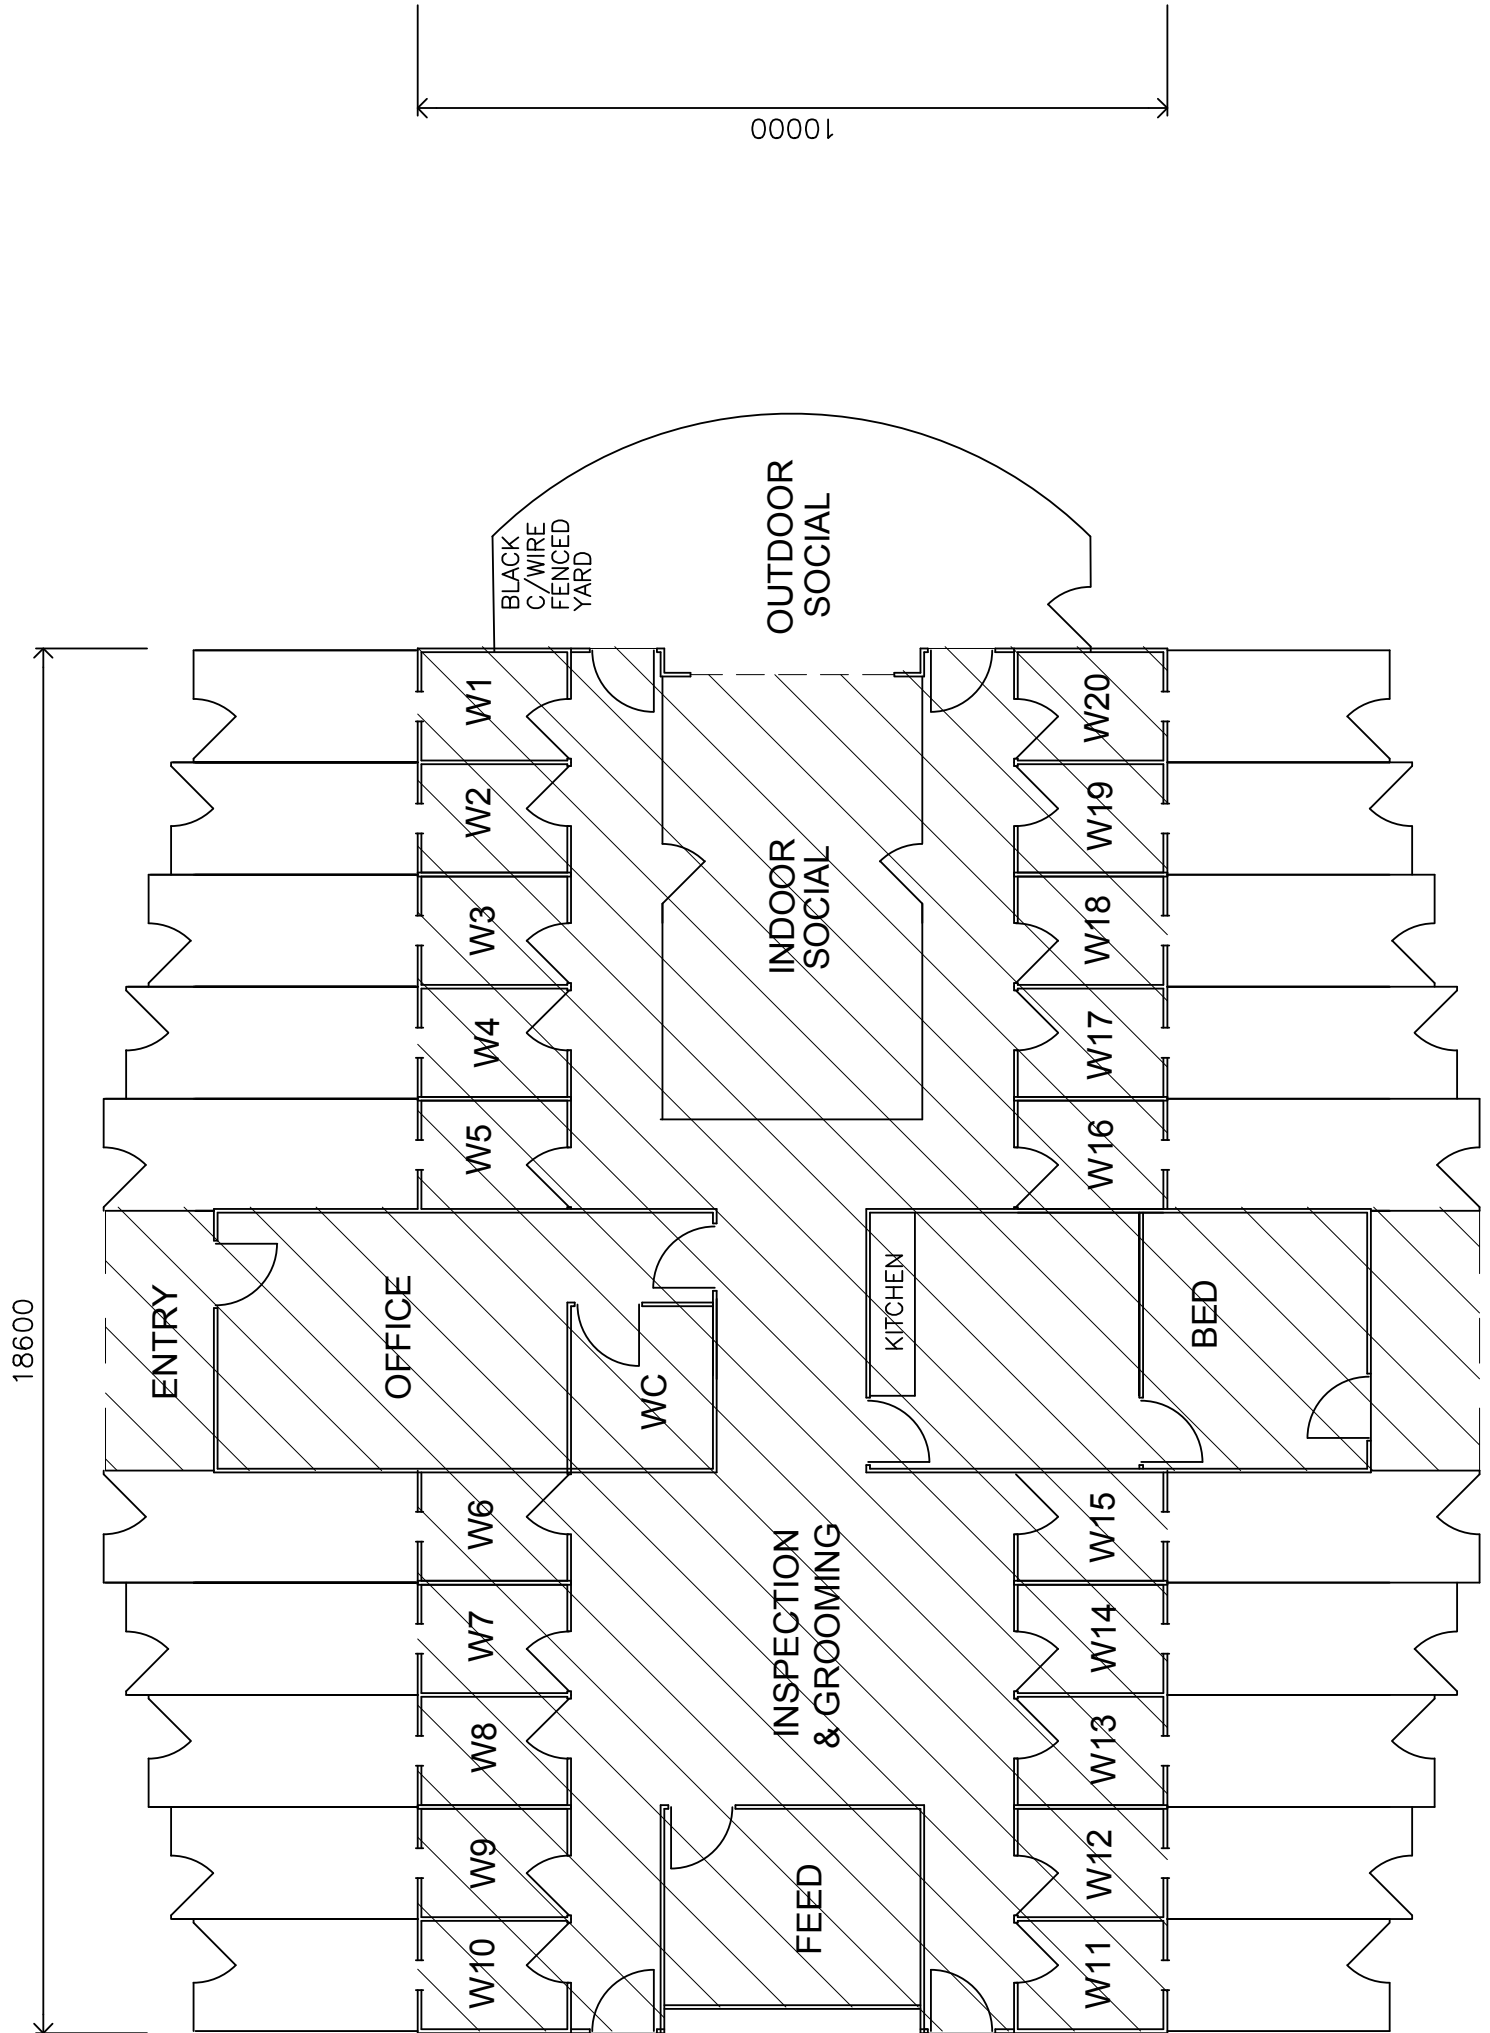 18600
10000
BLACK
C/WIRE
FENCED
YARD
OUTDOOR
SOCIAL
INDOOR
SOCIAL
W1
W2
W3
W4
W5
ENTRY
OFFICE
WC
KITCHEN
BED
W6
W7
W8
W9
W10
INSPECTION
& GROOMING
FEED
W20
W19
W18
W17
W16
W15
W14
W13
W12
W11